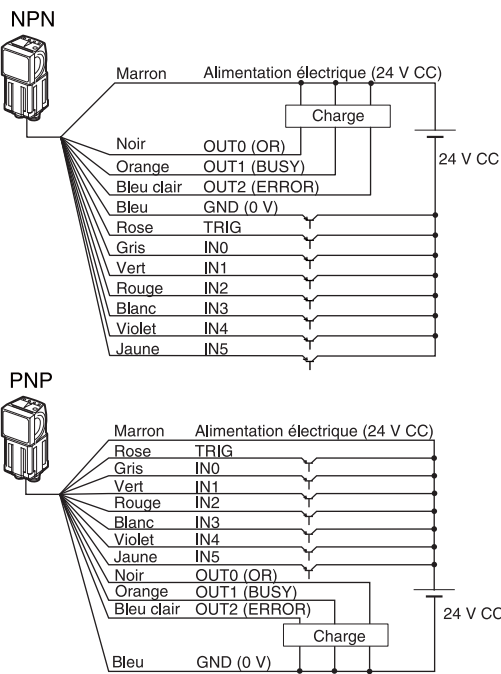 NPN
Marron Alimentation électrique (24 V CC)
Charge
Noir OUT0 (OR)
Orange OUT1 (BUSY)
24 V CC
Bleu clair OUT2 (ERROR)
Bleu GND (0 V)
Rose TRIG
Gris IN0
Vert IN1
Rouge IN2
Blanc IN3
Violet IN4
Jaune IN5
PNP
Marron Alimentation électrique (24 V CC)
Rose TRIG
Gris IN0
Vert IN1
Rouge IN2
Blanc IN3
Violet IN4
Jaune IN5
Noir OUT0 (OR)
Orange OUT1 (BUSY)
Bleu clair OUT2 (ERROR)
24 V CC
Charge
Bleu GND (0 V)